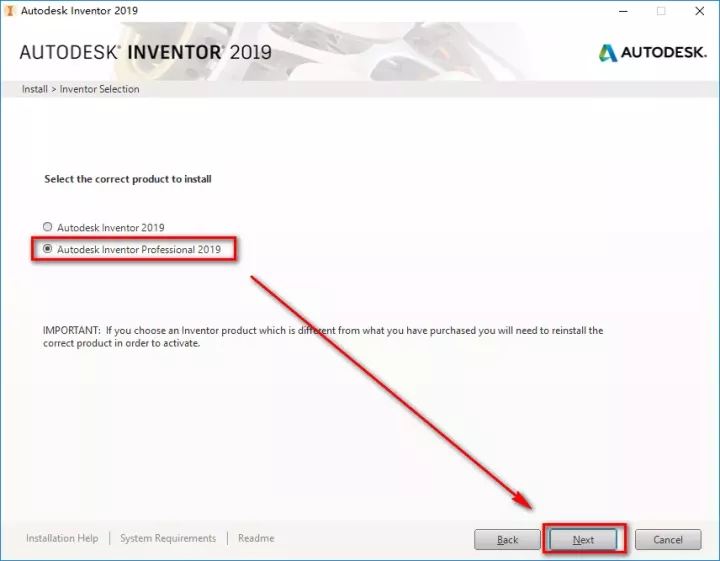 Autodesk Inventor 2019
AUTODESK® INVENTOR® 2019
AUTODESK.
Install > Inventor Selection
Select the correct product to install
Autodesk Inventor 2019
Autodesk Inventor Professional 2019
IMPORTANT: If you choose an Inventor product which is different from what you have purchased you will need to reinstall the
correct product in order to activate.
Installation Help | System Requirements | Readme
Back Next Cancel